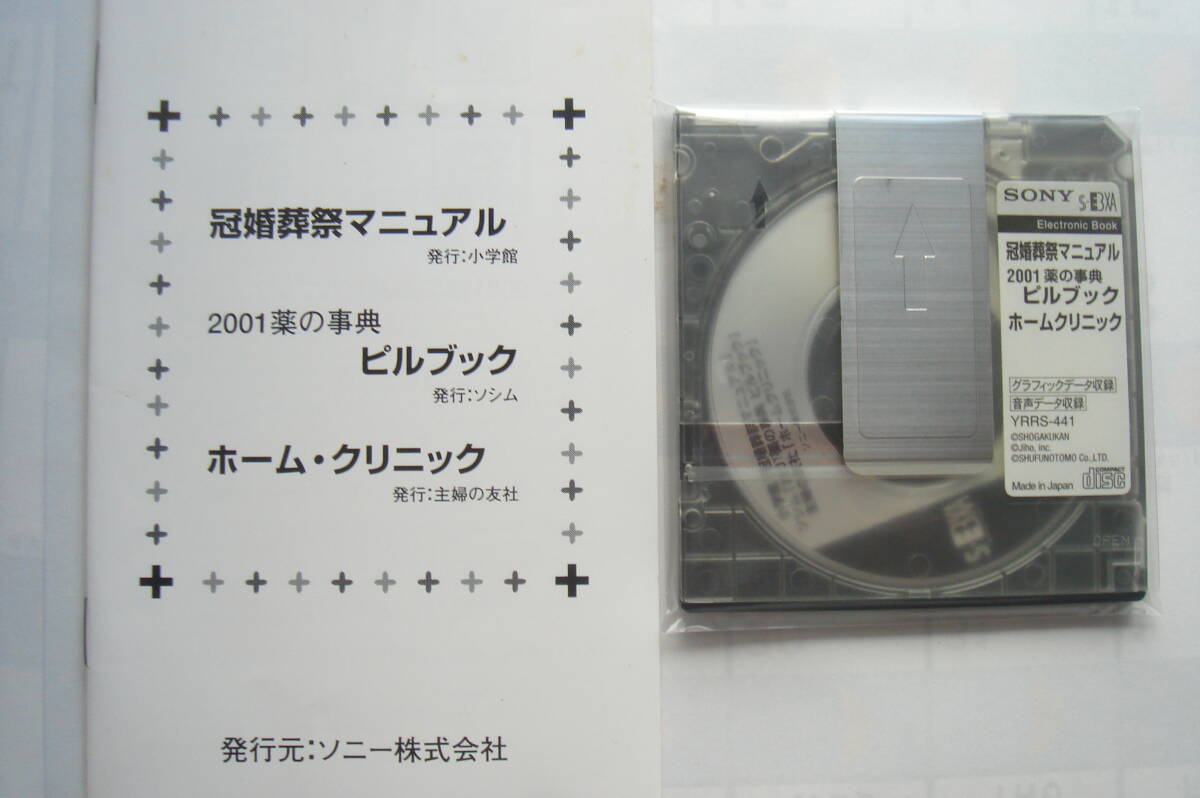 冠婚葬祭マニュアル
発行:小学館
2001薬の事典
ピルブック
発行:ソシム
ホーム・クリニック
発行:主婦の友社
発行元:ソニー株式会社
SONY S-EBXA
Electronic Book
冠婚葬祭マニュアル
2001 薬の事典
ピルブック
ホームクリニック
グラフィックデータ収録
音声データ収録
YRRS-441
©SHOGAKUKAN
©Jiho, inc.
©SHUFUNOTOMO Co.,LTD.
Made in Japan
COMPACT
disc
OPEN
S-EBXA